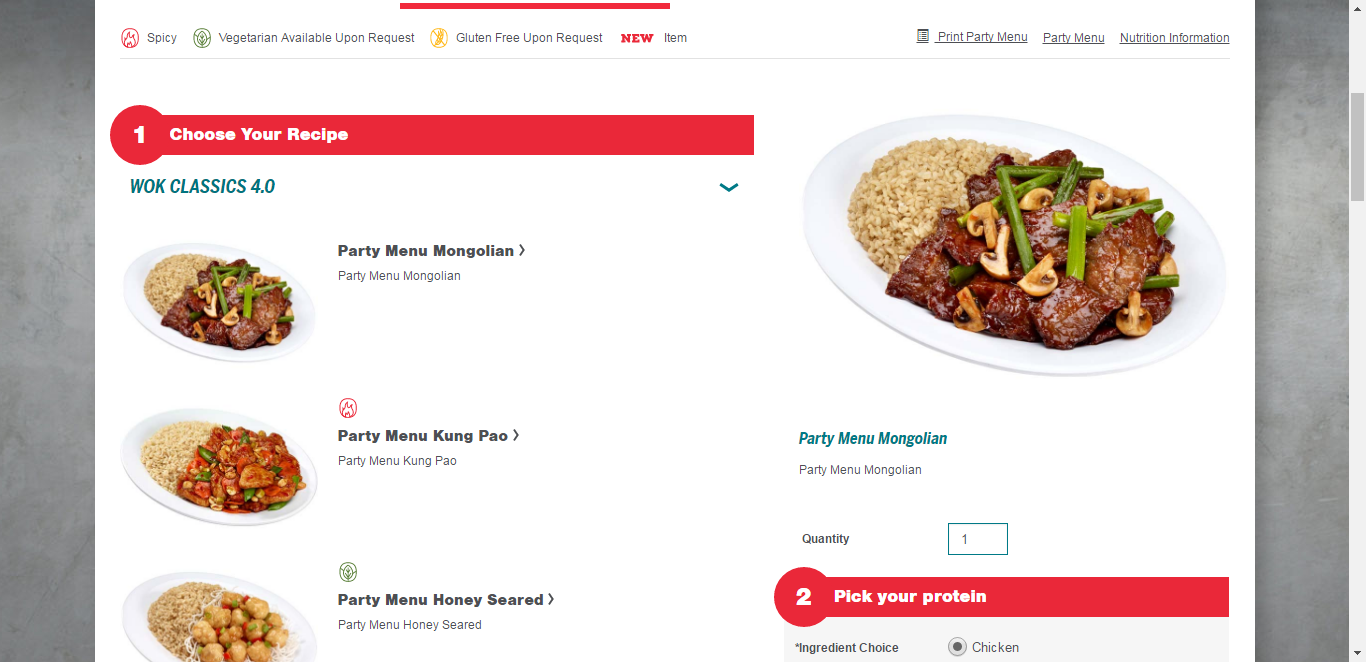 Spicy Vegetarian Available Upon Request Gluten Free Upon Request NEW Item Print Party Menu Party Menu Nutrition Information
1 Choose Your Recipe
WOK CLASSICS 4.0
Party Menu Mongolian >
Party Menu Mongolian
Party Menu Kung Pao >
Party Menu Kung Pao
Party Menu Honey Seared >
Party Menu Honey Seared
Party Menu Mongolian
Party Menu Mongolian
Quantity 1
2 Pick your protein
*Ingredient Choice Chicken